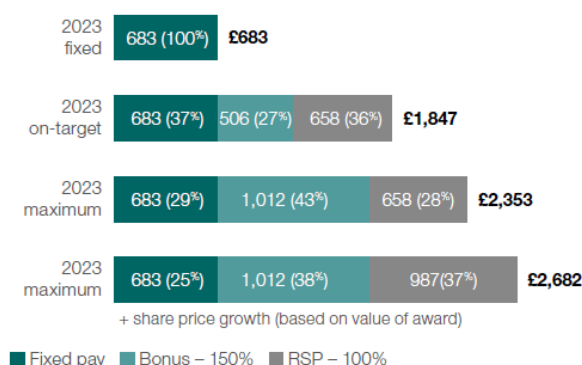 2023
fixed
683 (100%) £683
2023
on-target
683 (37%) 506 (27%) 658 (36%) £1,847
2023
maximum
683 (29%) 1,012 (43%) 658 (28%) £2,353
2023
maximum
683 (25%) 1,012 (38%) 987(37%) £2,682
+ share price growth (based on value of award)
Fixed pay Bonus – 150% RSP – 100%